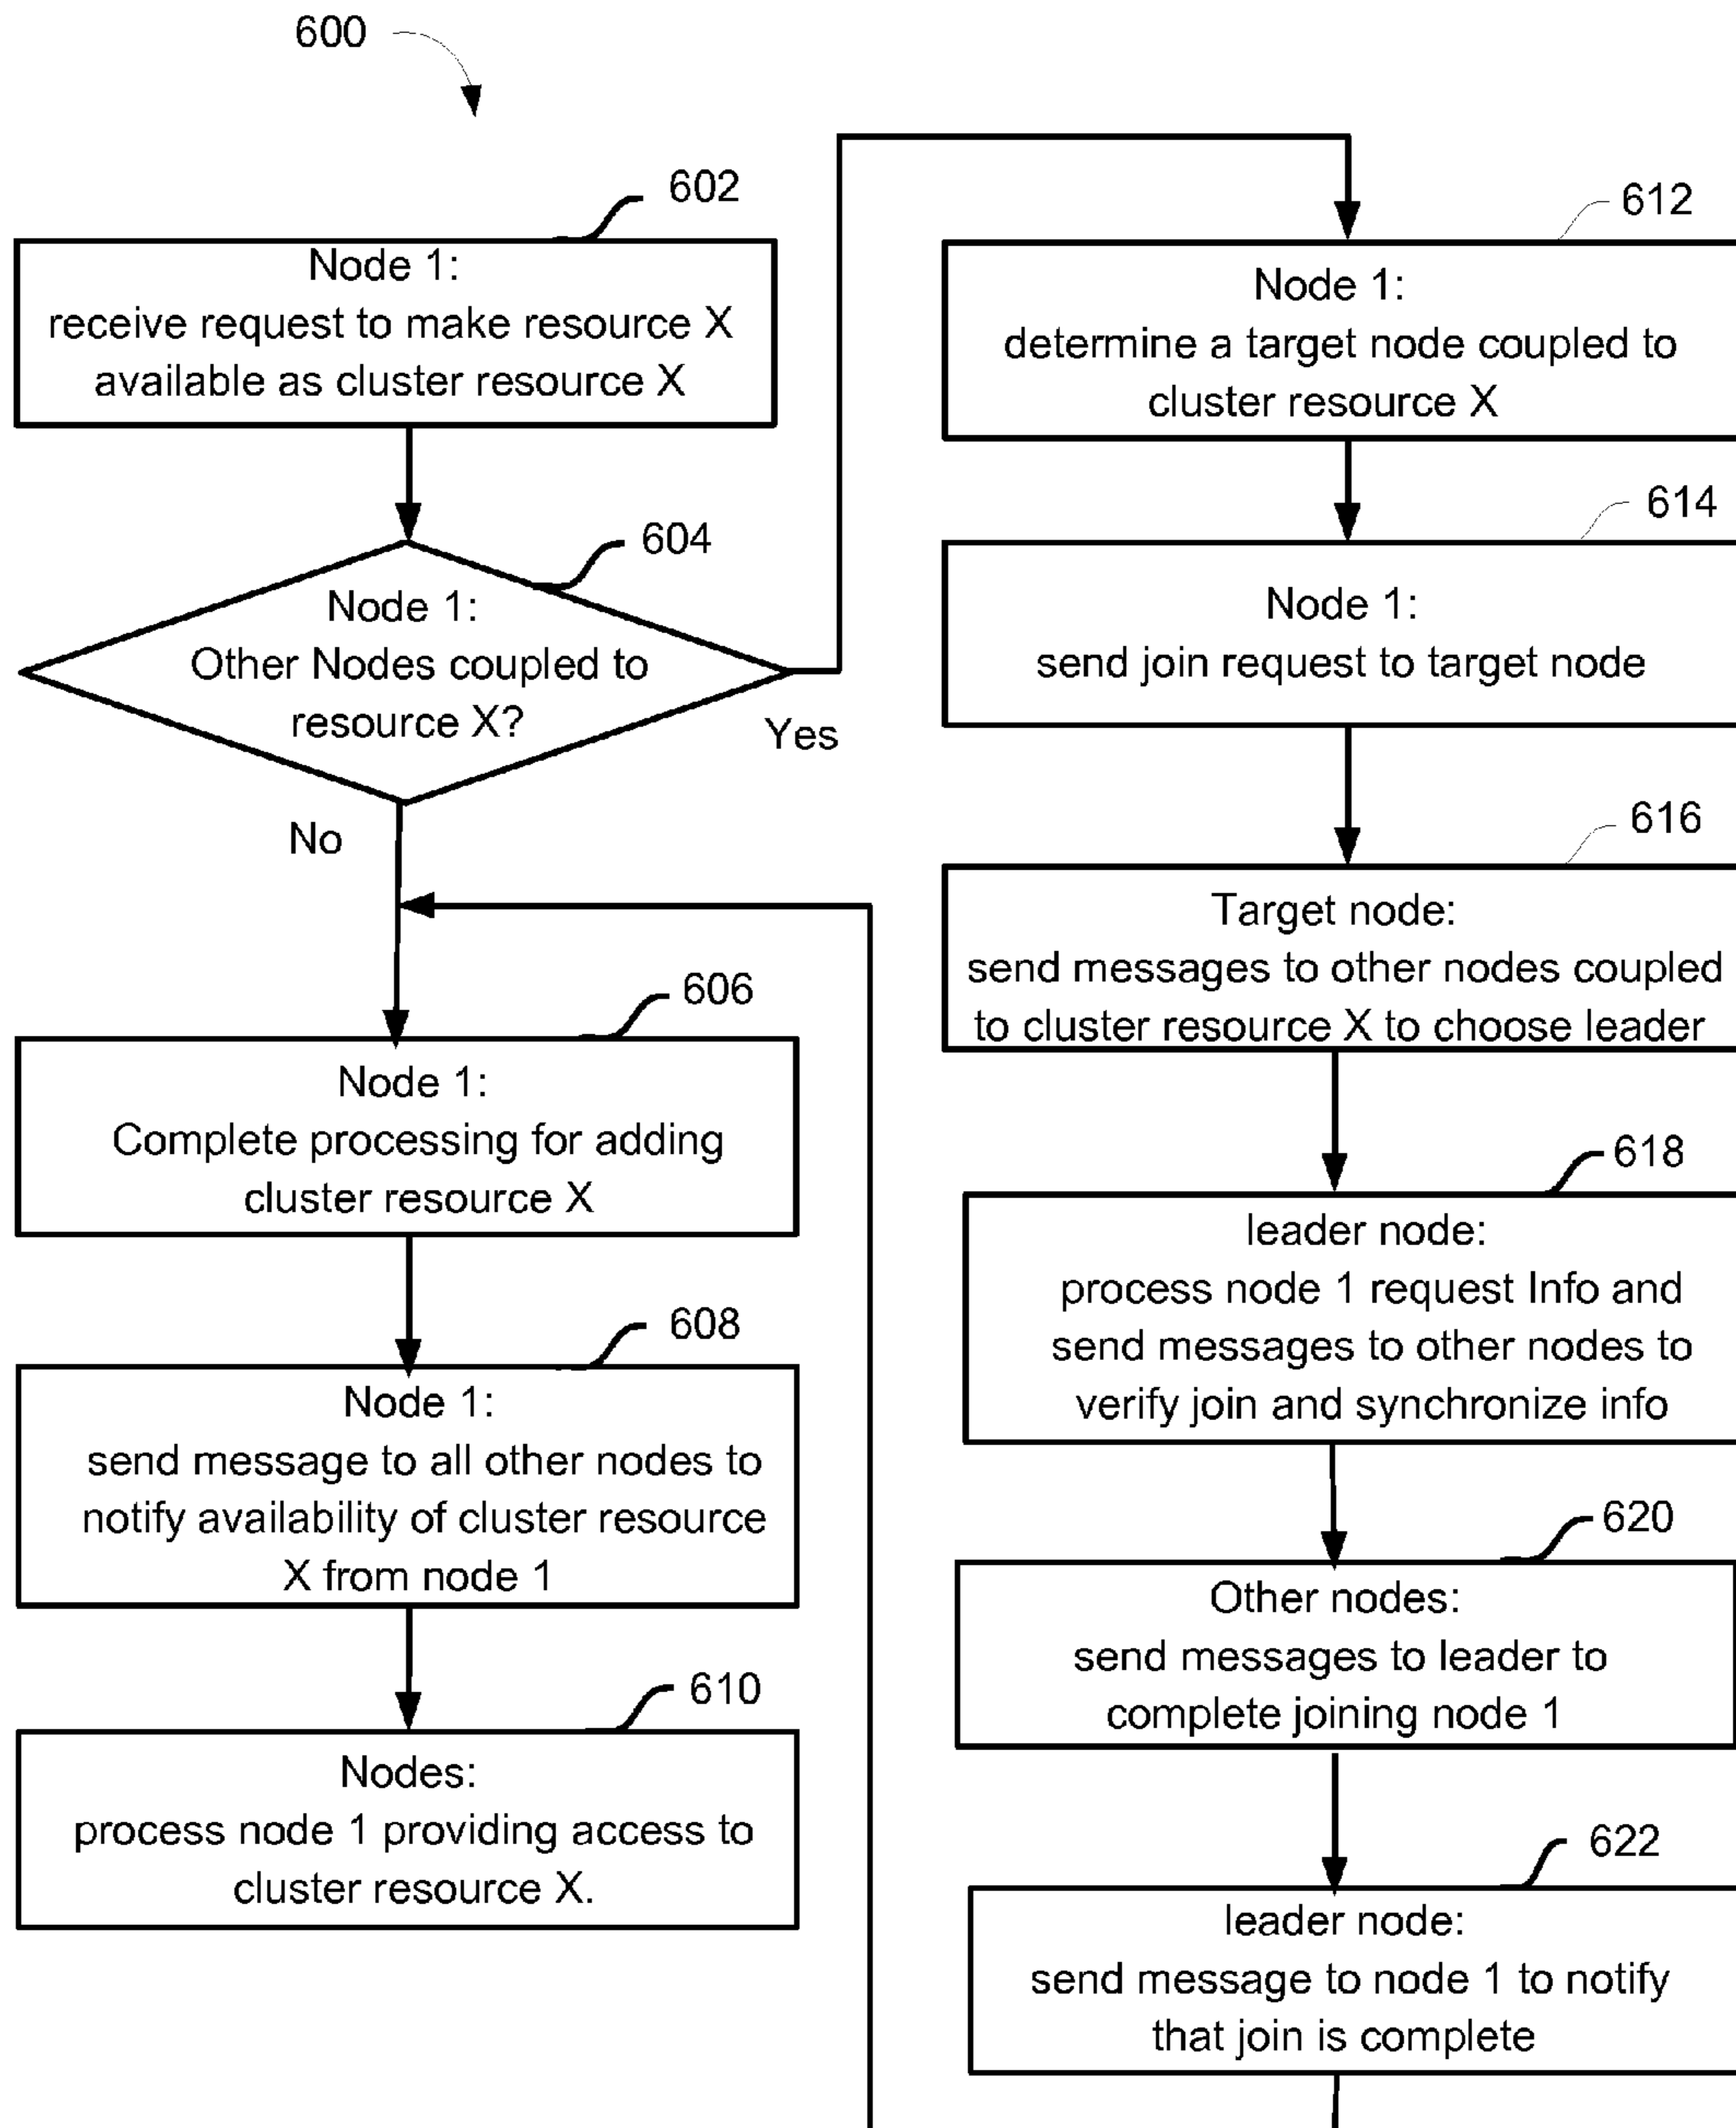 600
602
Node 1:
receive request to make resource X
available as cluster resource X
604
Node 1:
Other Nodes coupled to
resource X?
Yes
No
606
Node 1:
Complete processing for adding
cluster resource X
608
Node 1:
send message to all other nodes to
notify availability of cluster resource
X from node 1
610
Nodes:
process node 1 providing access to
cluster resource X.
612
Node 1:
determine a target node coupled to
cluster resource X
614
Node 1:
send join request to target node
616
Target node:
send messages to other nodes coupled
to cluster resource X to choose leader
618
leader node:
process node 1 request Info and
send messages to other nodes to
verify join and synchronize info
620
Other nodes:
send messages to leader to
complete joining node 1
622
leader node:
send message to node 1 to notify
that join is complete